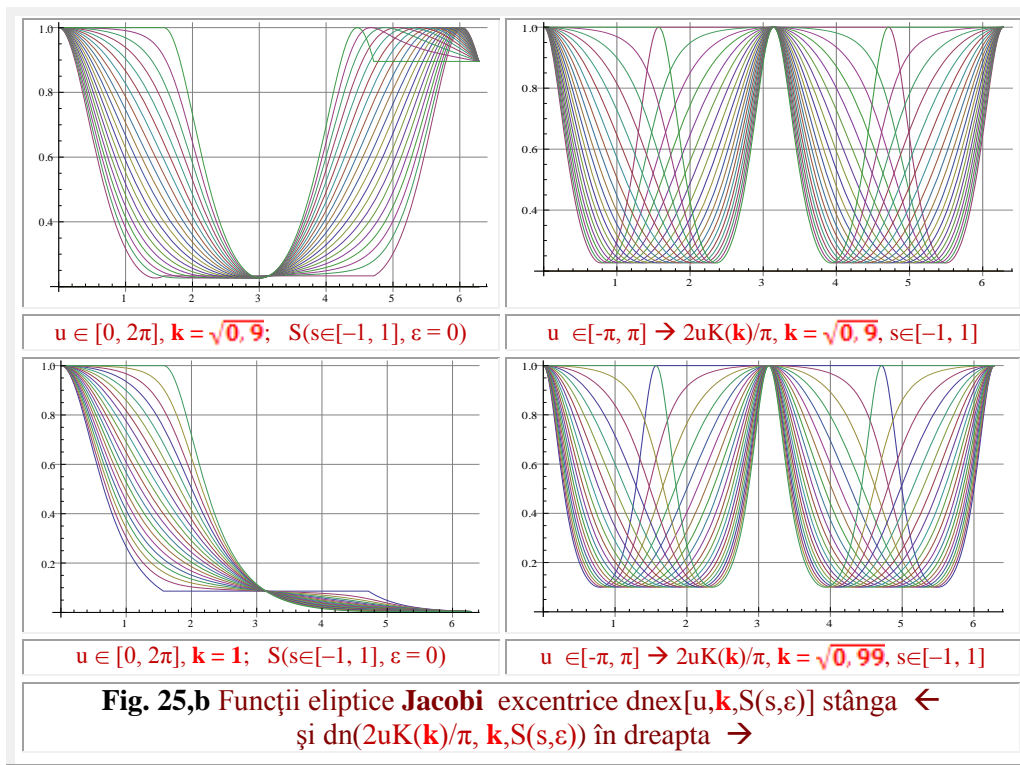 1.0
0.8
0.6
0.4
1 2 3 4 5 6
1.0
0.8
0.6
0.4
1 2 3 4 5 6
u ∈ [0, 2π], k = √0, 9; S(s∈[−1, 1], ε = 0)
u ∈[-π, π] → 2uK(k)/π, k = √0, 9, s∈[−1, 1]
1.0
0.8
0.6
0.4
0.2
1 2 3 4 5 6
1.0
0.8
0.6
0.4
0.2
1 2 3 4 5 6
u ∈ [0, 2π], k = 1; S(s∈[−1, 1], ε = 0)
u ∈[-π, π] → 2uK(k)/π, k = √0, 99, s∈[−1, 1]
Fig. 25,b Funcţii eliptice Jacobi excentrice dnex[u,k,S(s,ε)] stânga ←
şi dn(2uK(k)/π, k,S(s,ε)) în dreapta →